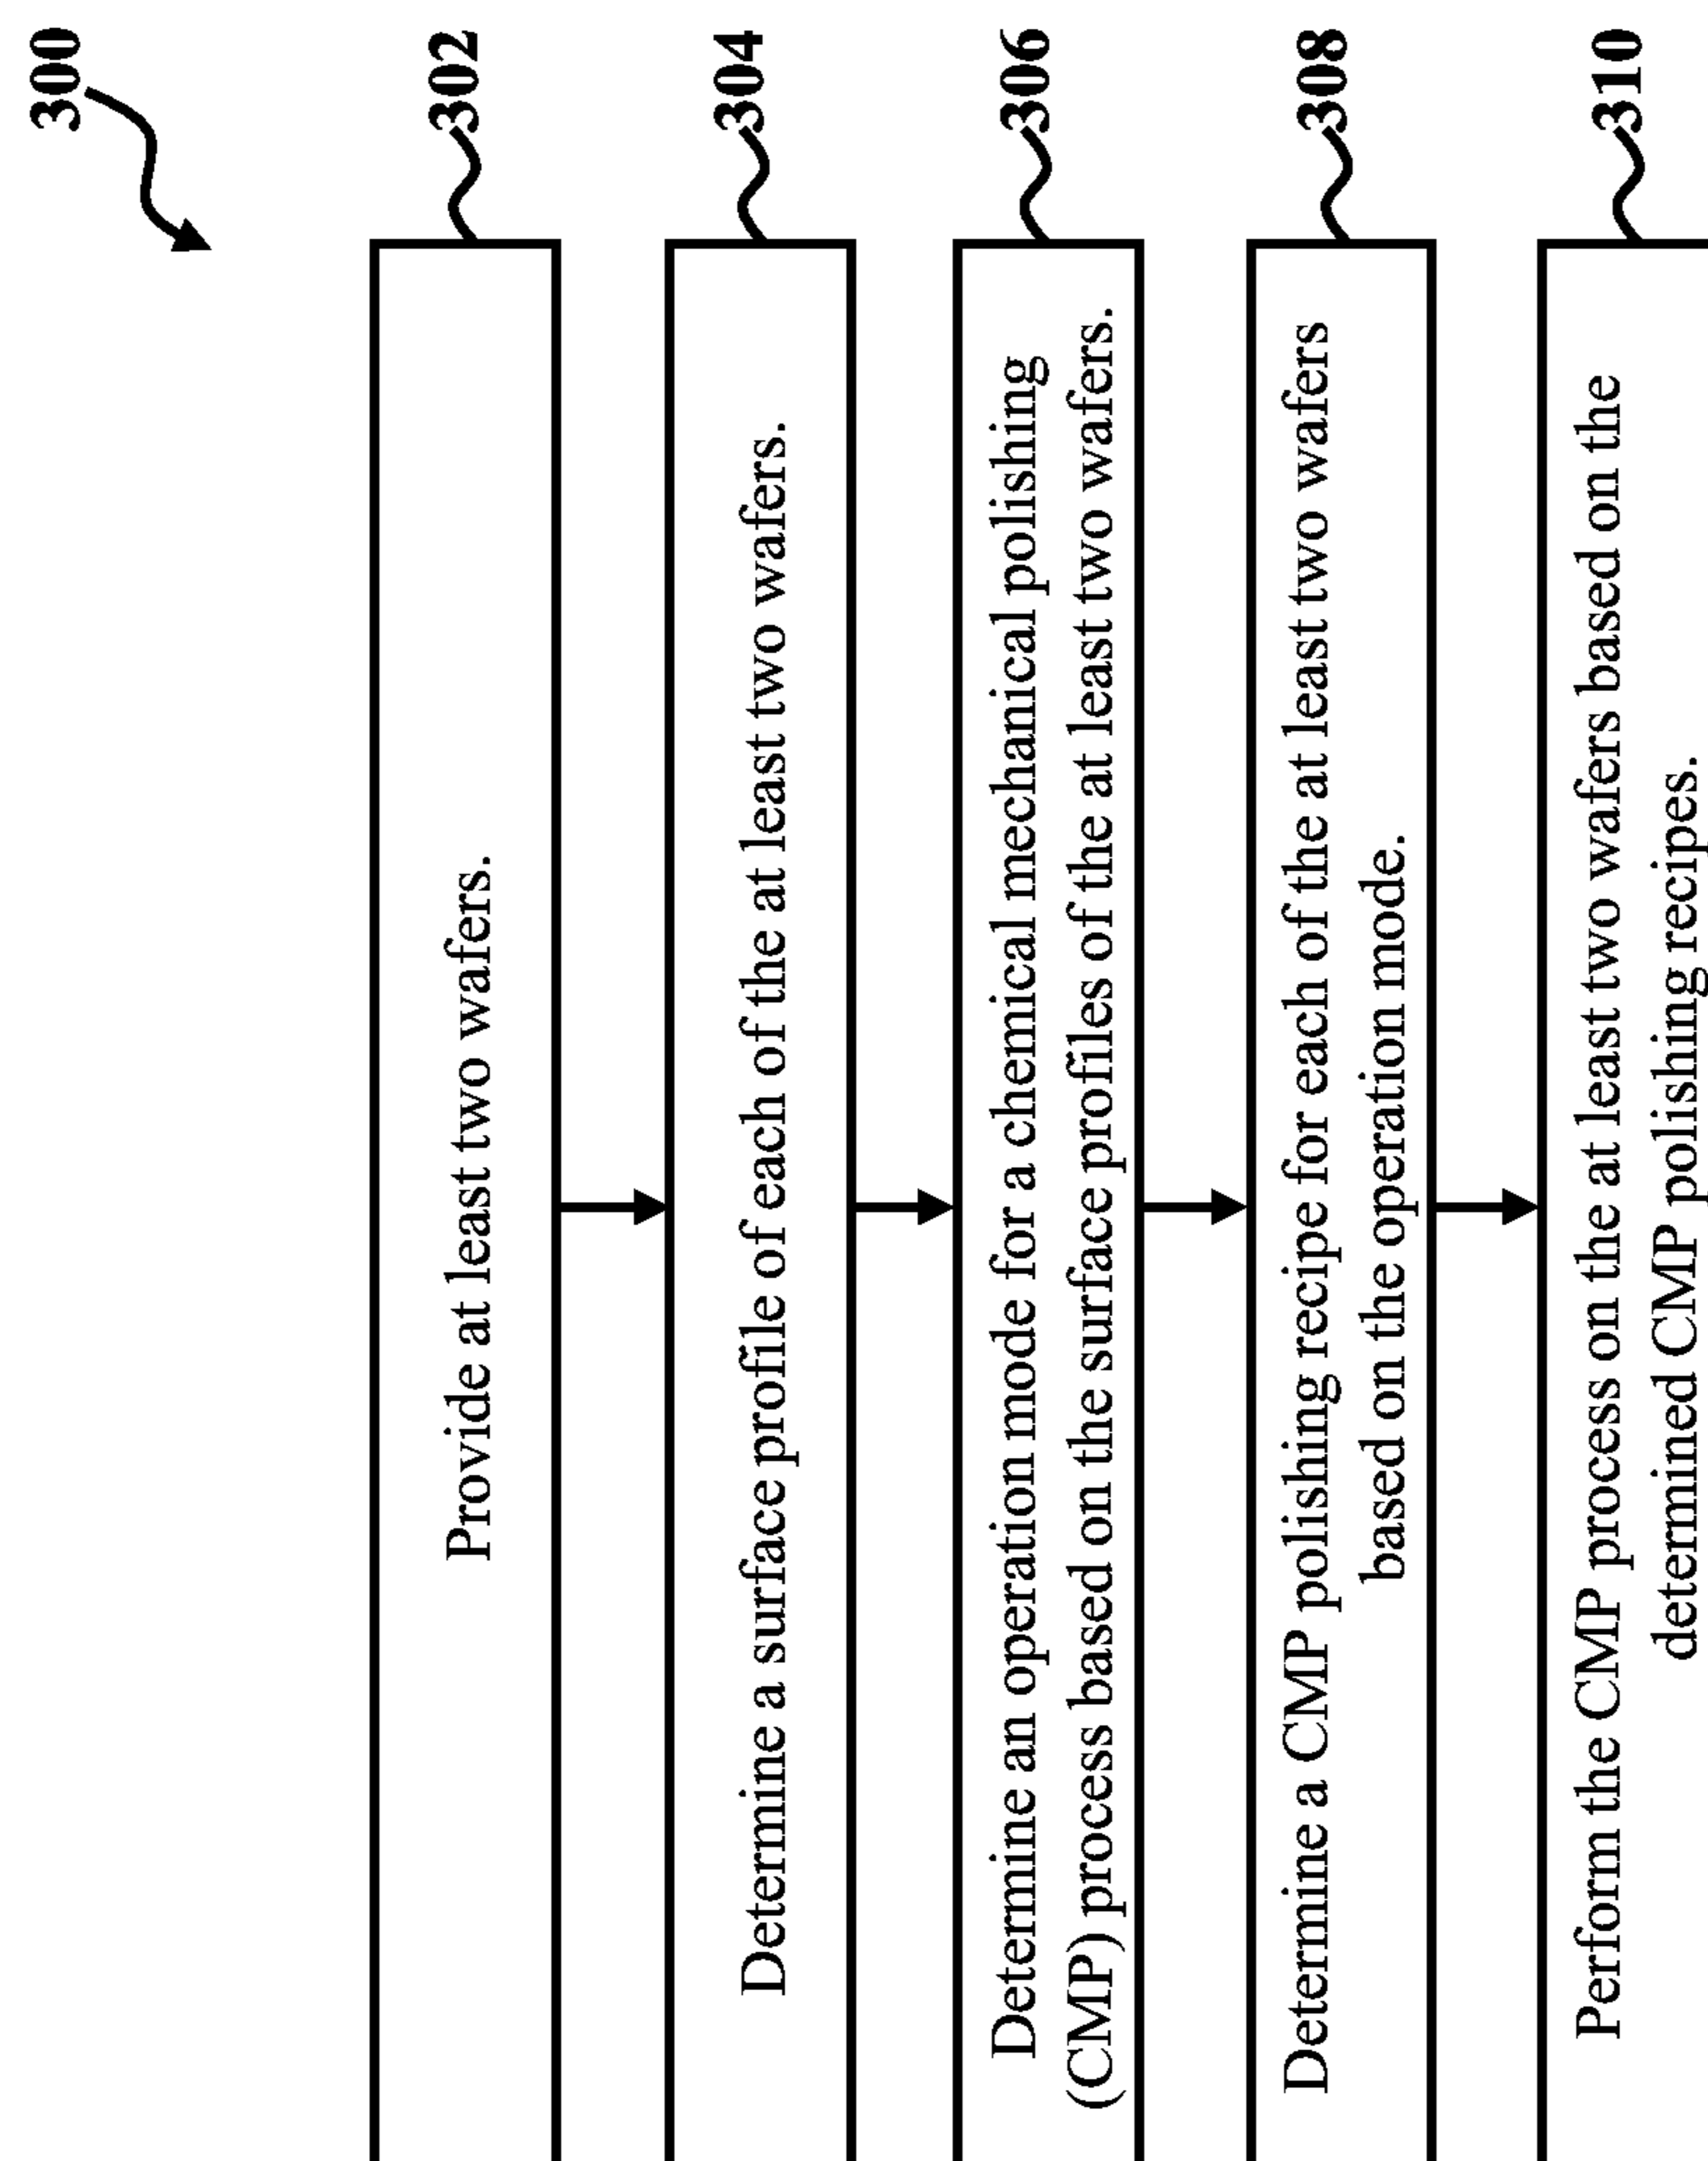 300
Provide at least two wafers.
302
Determine a surface profile of each of the at least two wafers.
304
Determine an operation mode for a chemical mechanical polishing
(CMP) process based on the surface profiles of the at least two wafers.
306
Determine a CMP polishing recipe for each of the at least two wafers
based on the operation mode.
308
Perform the CMP process on the at least two wafers based on the
determined CMP polishing recipes.
310